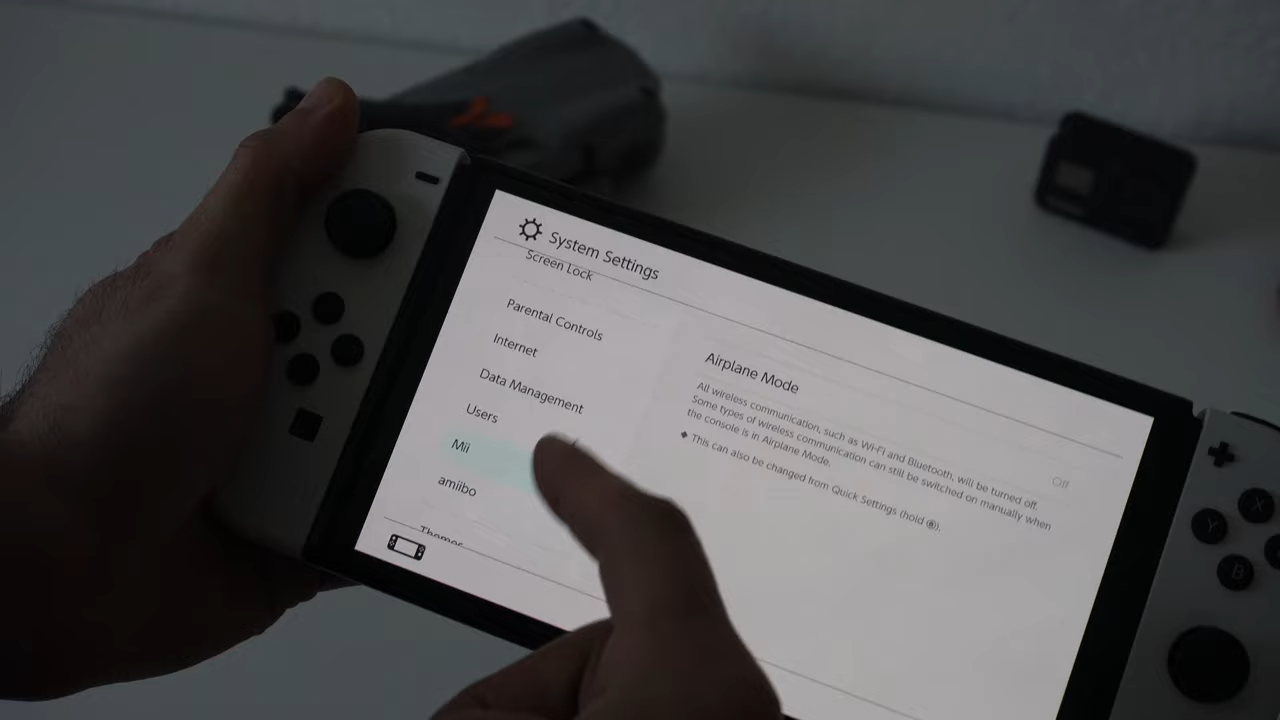 System Settings
Screen Lock
Parental Controls
Internet
Data Management
Users
Mii
amiibo
Themes
Airplane Mode
Off
All wireless communication, such as Wi-Fi and Bluetooth, will be turned off.
Some types of wireless communication can still be switched on manually when
the console is in Airplane Mode.
◆ This can also be changed from Quick Settings (hold ).
X
Y
B